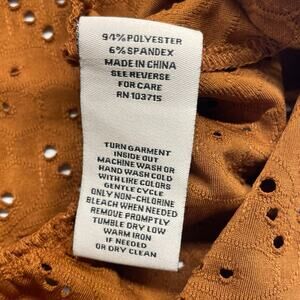 94% POLYESTER
6% SPANDEX
MADE IN CHINA
SEE REVERSE
FOR CARE
RN 103715
TURN GARMENT
INSIDE OUT
MACHINE WASH OR
HAND WASH COLD
WITH LIKE COLORS
GENTLE CYCLE
ONLY NON-CHLORINE
BLEACH WHEN NEEDED
REMOVE PROMPTLY
TUMBLE DRY LOW
WARM IRON
IF NEEDED
OR DRY CLEAN